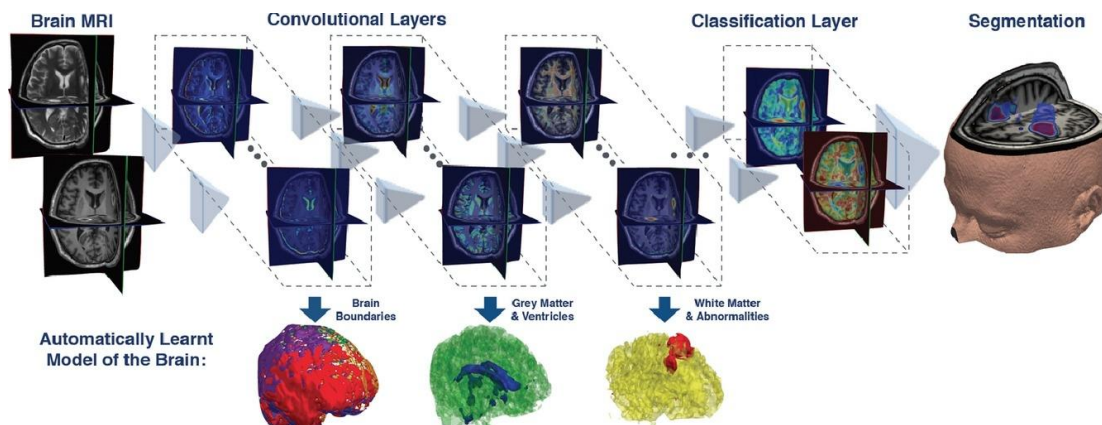 Brain MRI
Convolutional Layers
Classification Layer
Segmentation
Brain
Boundaries
Grey Matter
& Ventricles
White Matter
& Abnormalities
Automatically Learnt
Model of the Brain: